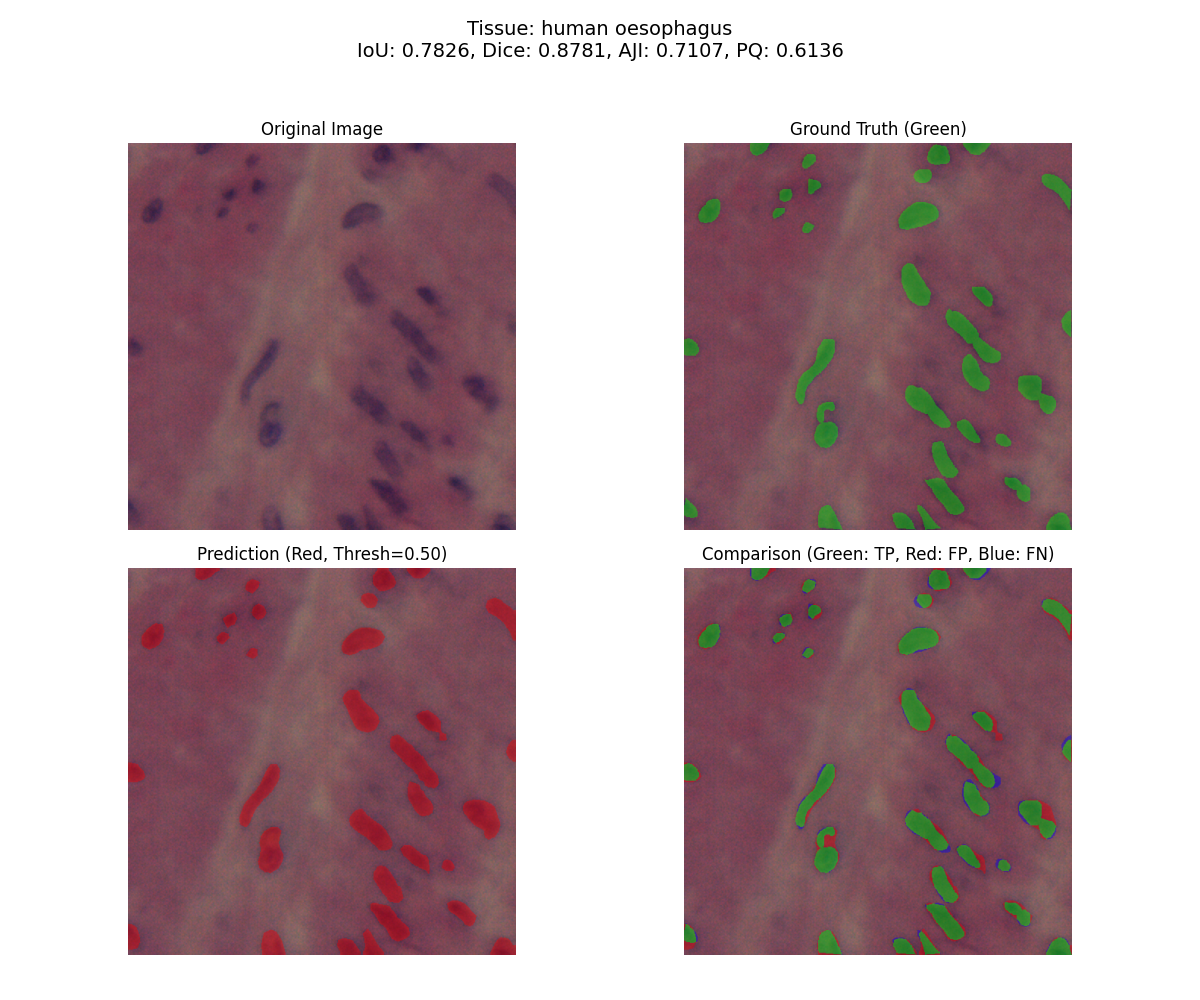 Tissue: human oesophagus
IoU: 0.7826, Dice: 0.8781, AJI: 0.7107, PQ: 0.6136
Original Image
Ground Truth (Green)
Prediction (Red, Thresh=0.50)
Comparison (Green: TP, Red: FP, Blue: FN)